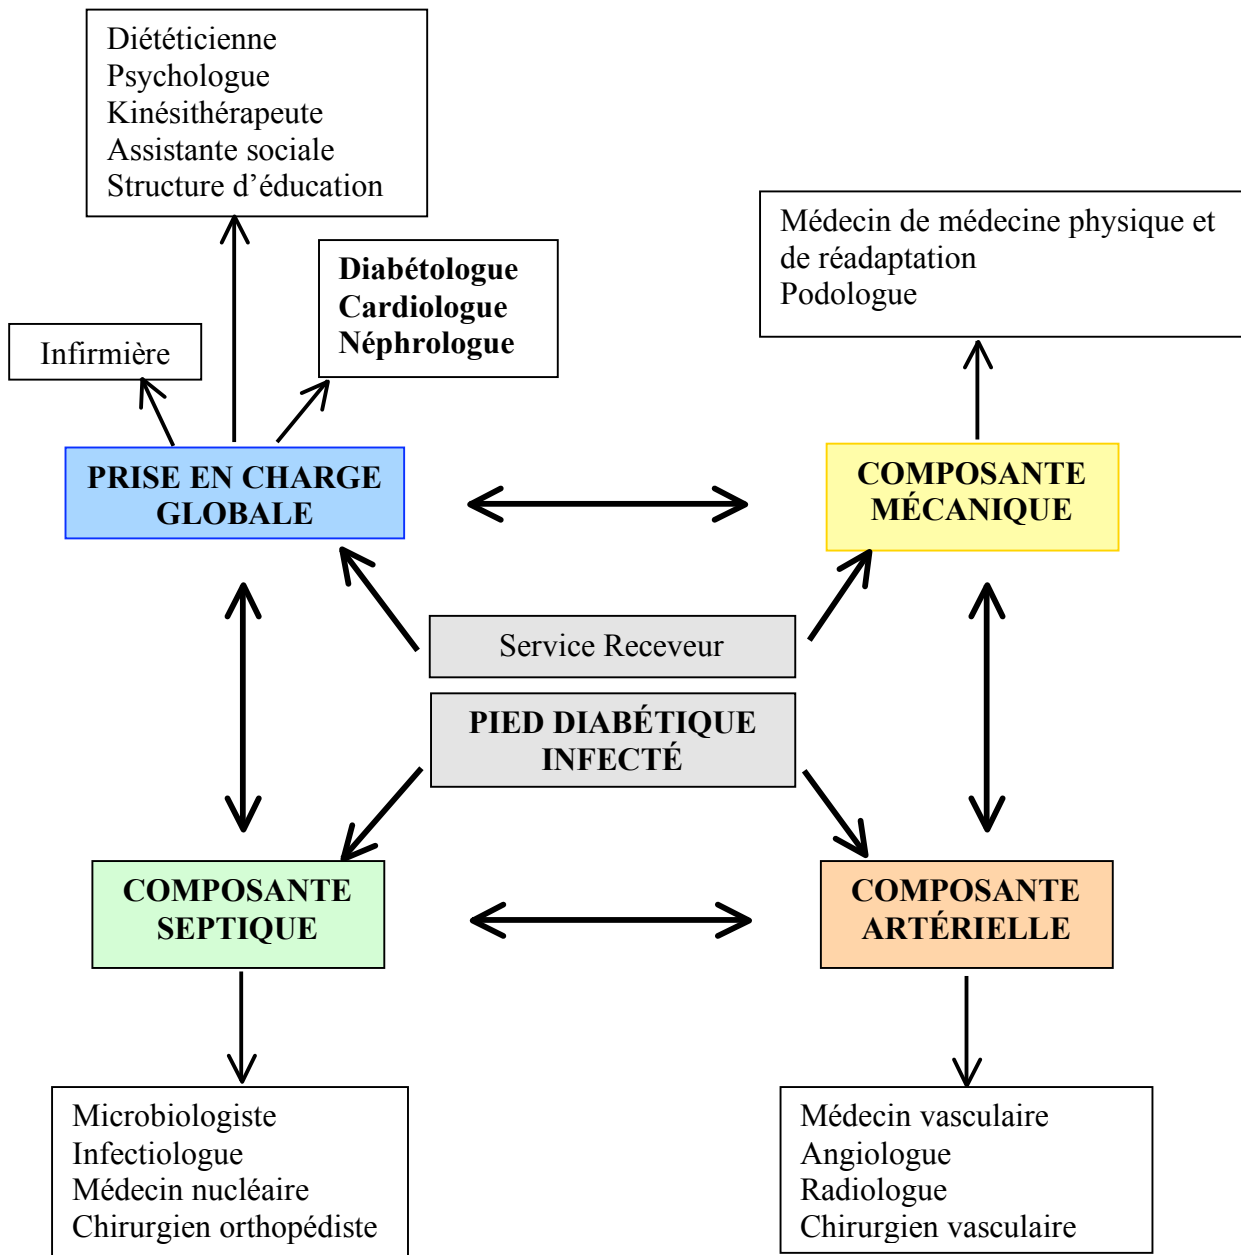 Diététicienne
Psychologue
Kinésithérapeute
Assistante sociale
Structure d’éducation
Médecin de médecine physique et
de réadaptation
Podologue
Diabétologue
Cardiologue
Néphrologue
Infirmière
PRISE EN CHARGE
GLOBALE
COMPOSANTE
MÉCANIQUE
Service Receveur
PIED DIABÉTIQUE
INFECTÉ
COMPOSANTE
SEPTIQUE
COMPOSANTE
ARTÉRIELLE
Microbiologiste
Infectiologue
Médecin nucléaire
Chirurgien orthopédiste
Médecin vasculaire
Angiologue
Radiologue
Chirurgien vasculaire